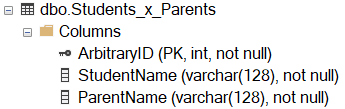 dbo.Students_x_Parents
Columns
ArbitraryID (PK, int, not null)
StudentName (varchar(128), not null)
ParentName (varchar(128), not null)